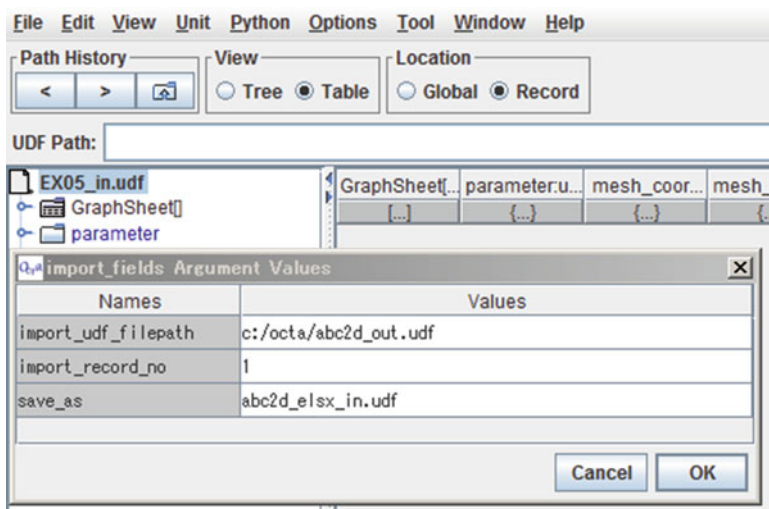 File Edit View Unit Python Options Tool Window Help
Path History View Location
< > Tree Table Global Record
UDF Path:
EX05_in.udf GraphSheet[... parameter:u... mesh_coor... mesh_
GraphSheet[] [...] {...} {...} {.
parameter
import_fields Argument Values
Names Values
import_udf_filepath c:/octa/abc2d_out.udf
import_record_no 1
save_as abc2d_elsx_in.udf
Cancel OK